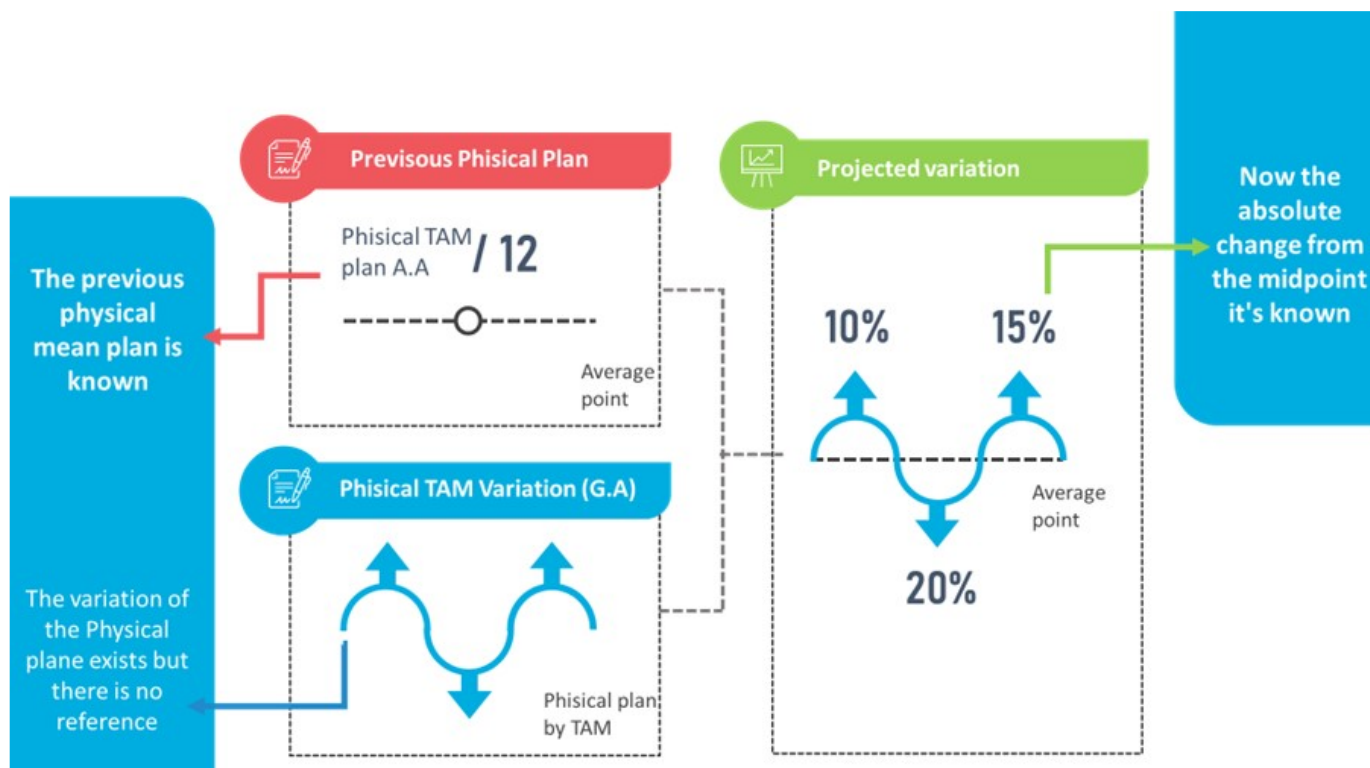 Previsous Phisical Plan
Phisical TAM
plan A.A
/ 12
Average
point
The previous
physical
mean plan is
known
Phisical TAM Variation (G.A)
Phisical plan
by TAM
The variation of
the Physical
plane exists but
there is no
reference
Projected variation
10%
15%
Average
point
20%
Now the
absolute
change from
the midpoint
it's known